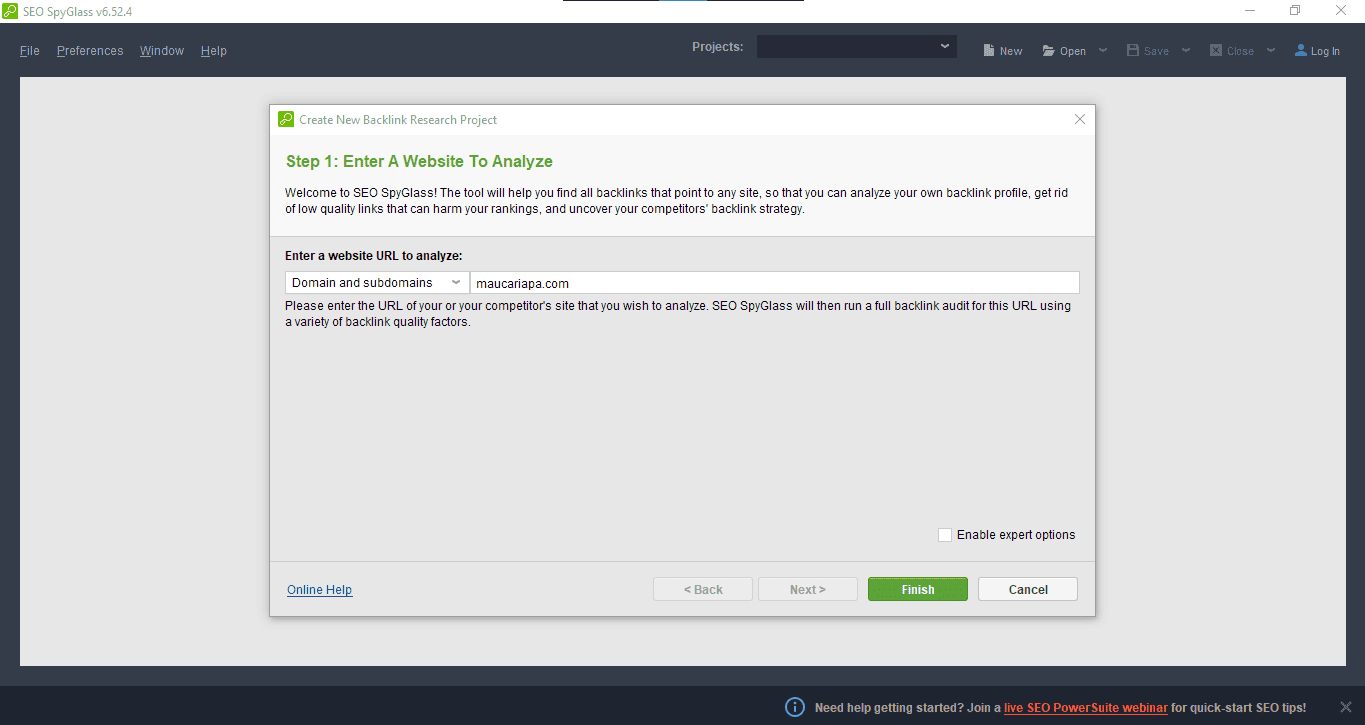 SEO SpyGlass v6.52.4
File Preferences Window Help
Projects:
New Open Save Close Log In
Create New Backlink Research Project
Step 1: Enter A Website To Analyze
Welcome to SEO SpyGlass! The tool will help you find all backlinks that point to any site, so that you can analyze your own backlink profile, get rid
of low quality links that can harm your rankings, and uncover your competitors' backlink strategy.
Enter a website URL to analyze:
Domain and subdomains maucariapa.com
Please enter the URL of your or your competitor's site that you wish to analyze. SEO SpyGlass will then run a full backlink audit for this URL using
a variety of backlink quality factors.
Enable expert options
Online Help < Back Next > Finish Cancel
Need help getting started? Join a live SEO PowerSuite webinar for quick-start SEO tips!